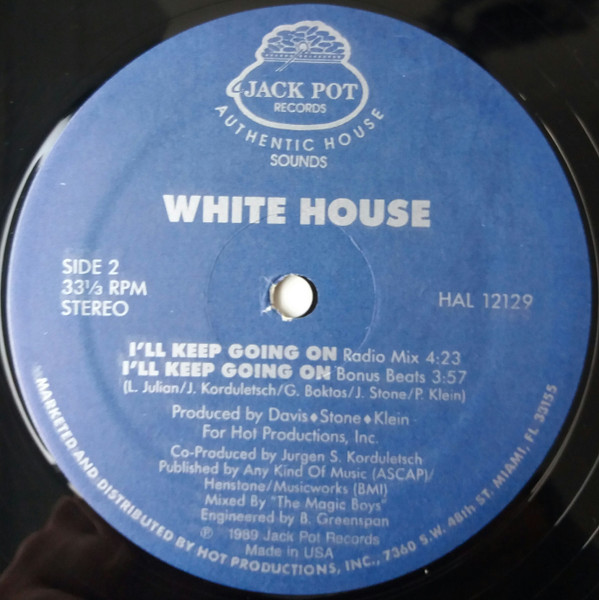 JACK POT
RECORDS
AUTHENTIC HOUSE
SOUNDS
WHITE HOUSE
SIDE 2
33⅓ RPM
STEREO
HAL 12129
I'LL KEEP GOING ON Radio Mix 4:23
I'LL KEEP GOING ON Bonus Beats 3:57
(L. Julian/J. Korduletsch/G. Boktos/J. Stone/P. Klein)
Produced by Davis♦Stone♦Klein
For Hot Productions, Inc.
Co-Produced by Jurgen S. Korduletsch
Published by Any Kind Of Music (ASCAP)/
Henstone/Musicworks (BMI)
Mixed By "The Magic Boys"
Engineered by B. Greenspan
℗ 1989 Jack Pot Records
Made in USA
MARKETED AND DISTRIBUTED BY HOT PRODUCTIONS, INC., 7360 S.W. 48th ST. MIAMI, FL 33155